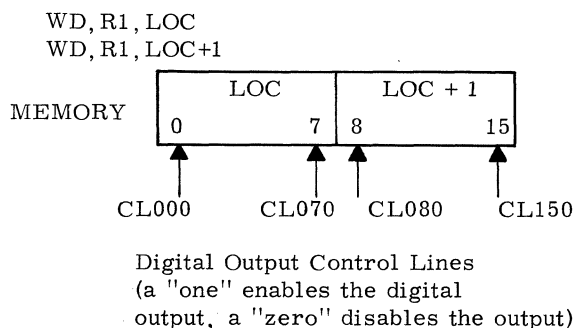 WD, R1, LOC
WD, R1, LOC+1
LOC LOC + 1
MEMORY
0 7 8 15
CL000 CL070 CL080 CL150
Digital Output Control Lines
(a "one" enables the digital
output, a "zero" disables the output)